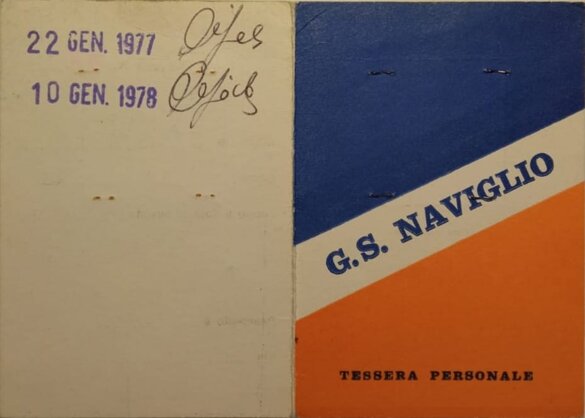 22 GEN. 1977
10 GEN. 1978
G.S. NAVIGLIO
TESSERA PERSONALE